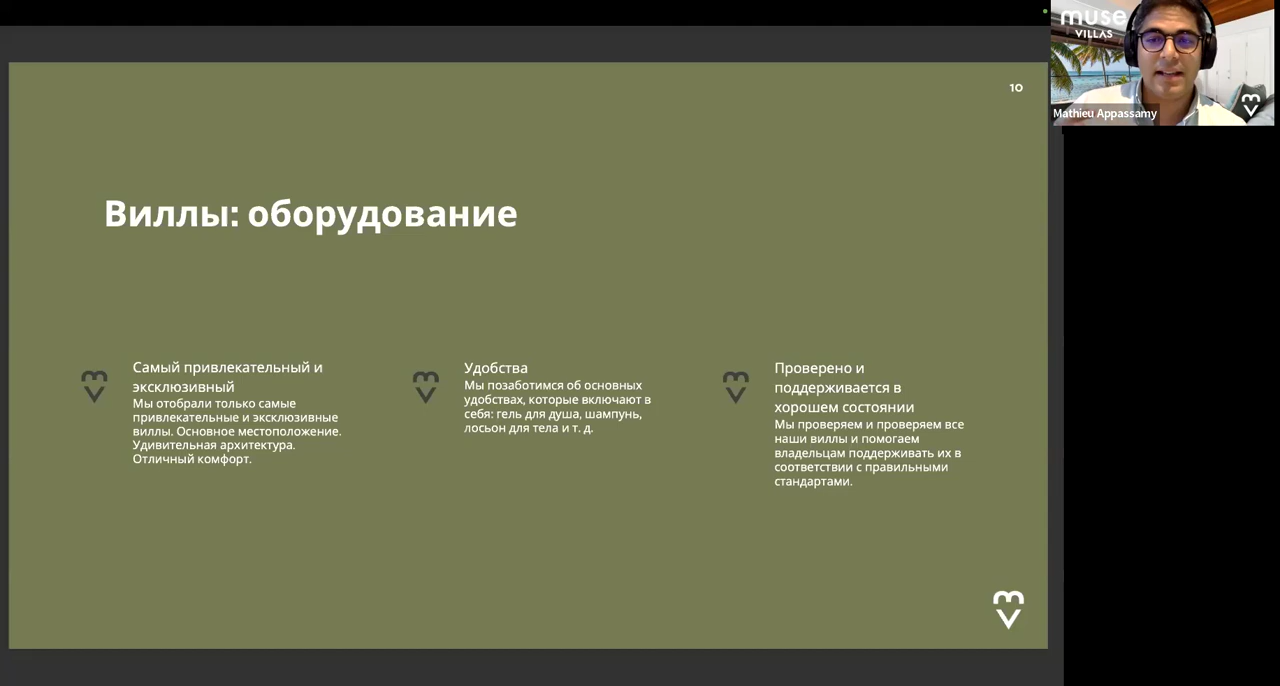 muse
VILLAS
Mathieu Appassamy
10
Виллы: оборудование
Самый привлекательный и
эксклюзивный
Мы отобрали только самые
привлекательные и эксклюзивные
виллы. Основное местоположение.
Удивительная архитектура.
Отличный комфорт.
Удобства
Мы позаботимся об основных
удобствах, которые включают в
себя: гель для душа, шампунь,
лосьон для тела и т. д.
Проверено и
поддерживается в
хорошем состоянии
Мы проверяем и проверяем все
наши виллы и помогаем
владельцам поддерживать их в
соответствии с правильными
стандартами.